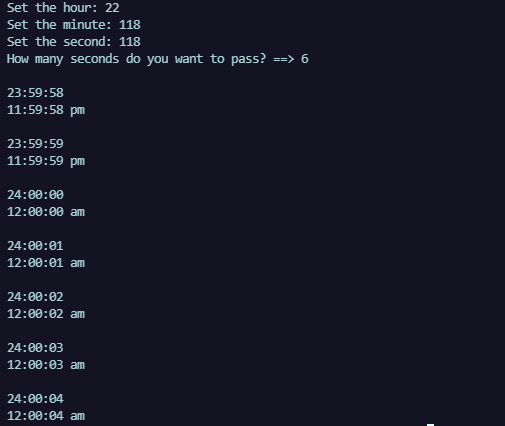 Set the hour: 22
Set the minute: 118
Set the second: 118
How many seconds do you want to pass? ==> 6
23:59:58
11:59:58 pm
23:59:59
11:59:59 pm
24:00:00
12:00:00 am
24:00:01
12:00:01 am
24:00:02
12:00:02 am
24:00:03
12:00:03 am
24:00:04
12:00:04 am